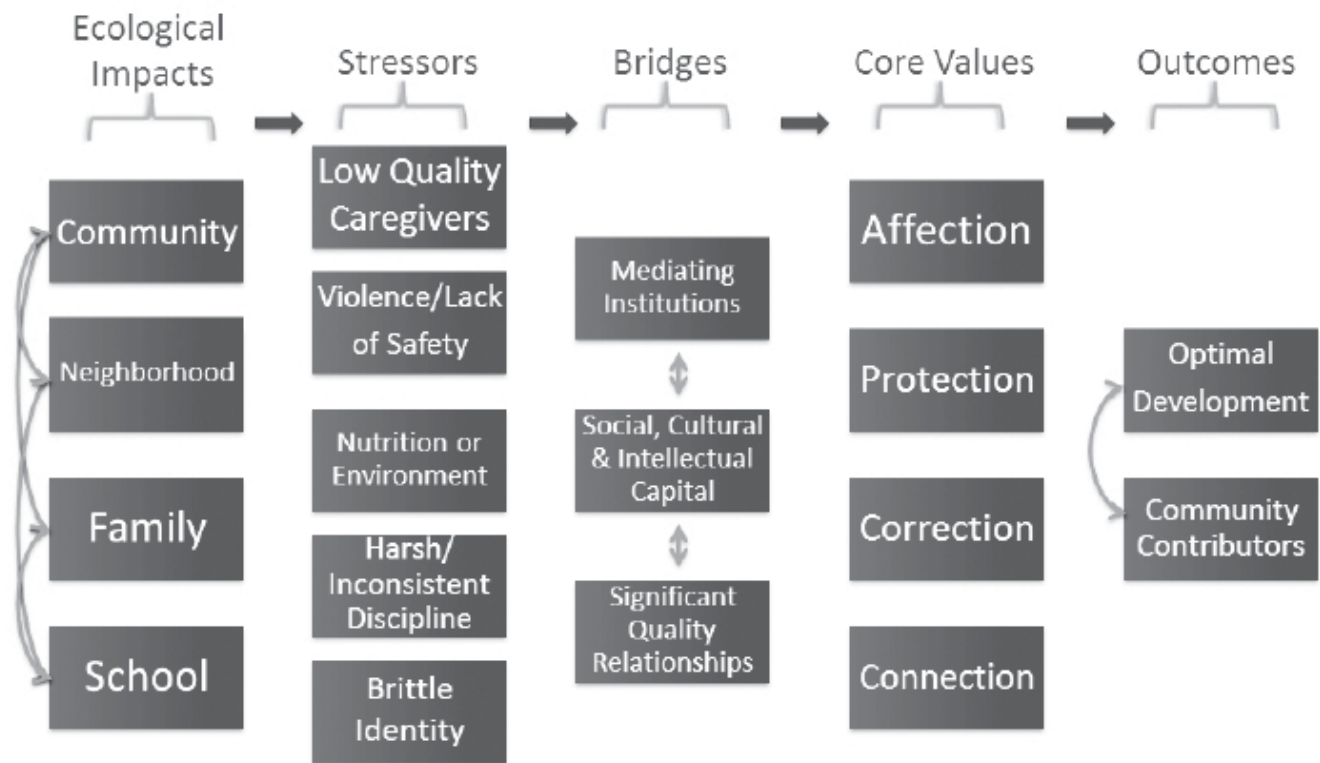 Ecological
Impacts
Stressors
Bridges
Core Values
Outcomes
Community
Neighborhood
Family
School
Low Quality
Caregivers
Violence/Lack
of Safety
Nutrition or
Environment
Harsh/
Inconsistent
Discipline
Brittle
Identity
Mediating
Institutions
Social, Cultural
& Intellectual
Capital
Significant
Quality
Relationships
Affection
Protection
Correction
Connection
Optimal
Development
Community
Contributors